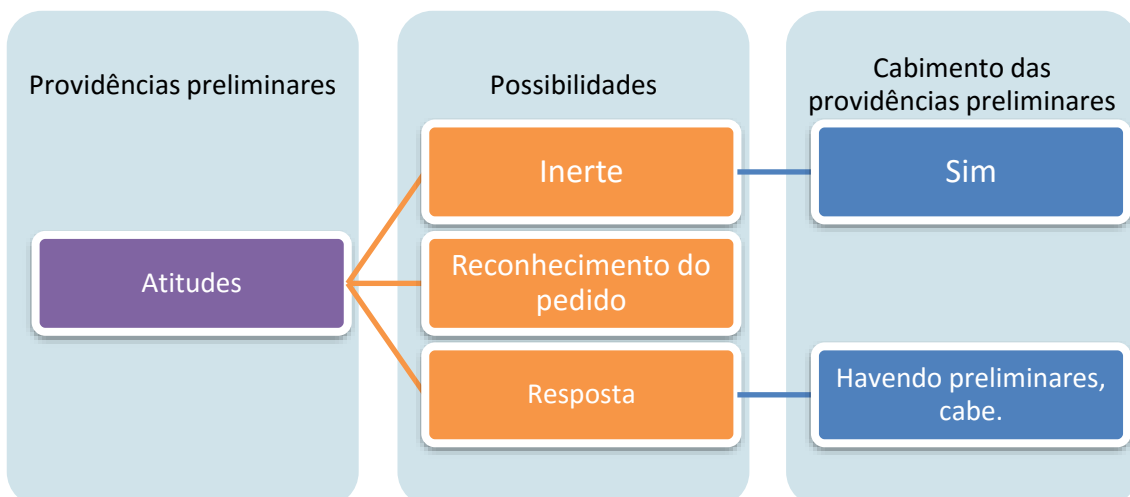 Providências preliminares
Possibilidades
Cabimento das
providências preliminares
Atitudes
Inerte
Reconhecimento do
pedido
Resposta
Sim
Havendo preliminares,
cabe.